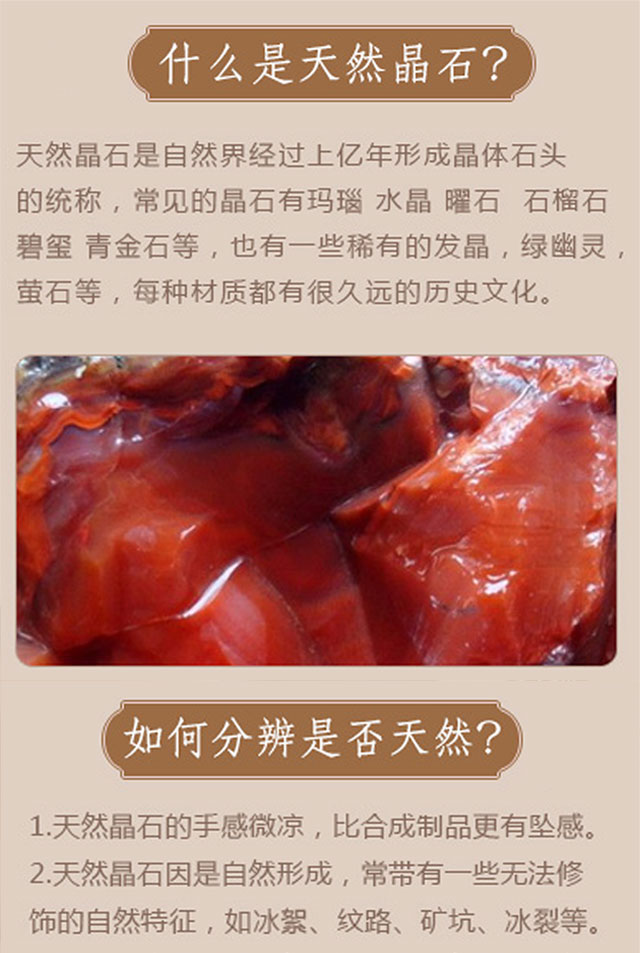 什么是天然晶石?
天然晶石是自然界经过上亿年形成晶体石头
的统称，常见的晶石有玛瑙 水晶 曜石 石榴石
碧玺 青金石等，也有一些稀有的发晶，绿幽灵，
萤石等，每种材质都有很久远的历史文化。
如何分辨是否天然?
1.天然晶石的手感微凉，比合成制品更有坠感。
2.天然晶石因是自然形成，常带有一些无法修
饰的自然特征，如冰絮、纹路、矿坑、冰裂等。